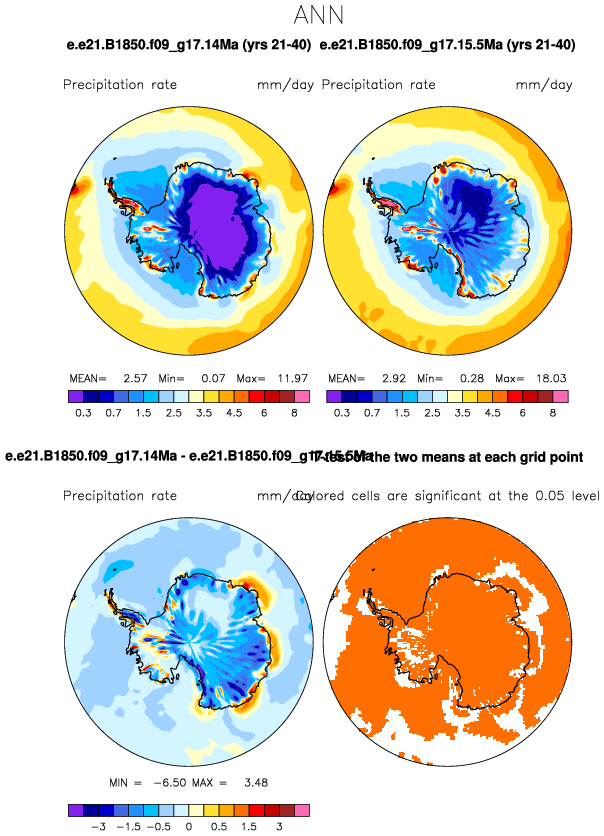 ANN
e.e21.B1850.f09_g17.14Ma (yrs 21-40) e.e21.B1850.f09_g17.15.5Ma (yrs 21-40)
Precipitation rate mm/day Precipitation rate mm/day
MEAN= 2.57 Min= 0.07 Max= 11.97 MEAN= 2.92 Min= 0.28 Max= 18.03
0.3 0.7 1.5 2.5 3.5 4.5 6 8 0.3 0.7 1.5 2.5 3.5 4.5 6 8
e.e21.B1850.f09_g17.14Ma - e.e21.B1850.f09_g17.15.5Ma T-test of the two means at each grid point
Precipitation rate mm/day Colored cells are significant at the 0.05 level
MIN = -6.50 MAX = 3.48
-3 -1.5 -0.5 0 0.5 1.5 3